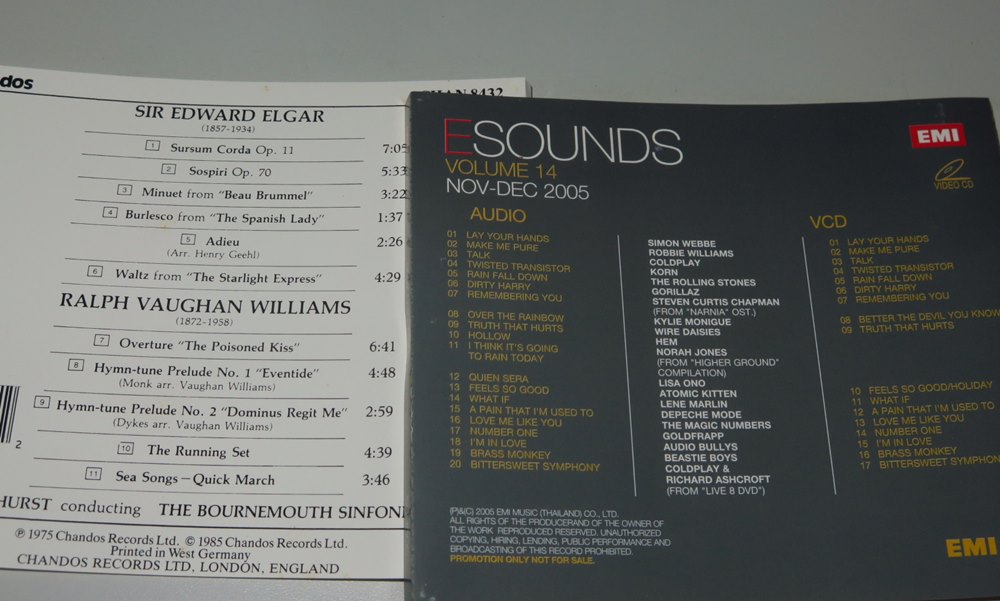 dos
CHAN 8432
SIR EDWARD ELGAR
(1857-1934)
1 Sursum Corda Op. 11 7:05
2 Sospiri Op. 70 5:33
3 Minuet from "Beau Brummel" 3:22
4 Burlesco from "The Spanish Lady" 1:37
5 Adieu 2:26
(Arr. Henry Geehl)
6 Waltz from "The Starlight Express" 4:29
RALPH VAUGHAN WILLIAMS
(1872-1958)
7 Overture "The Poisoned Kiss" 6:41
8 Hymn-tune Prelude No. 1 "Eventide" 4:48
(Monk arr. Vaughan Williams)
9 Hymn-tune Prelude No. 2 "Dominus Regit Me" 2:59
(Dykes arr. Vaughan Williams)
10 The Running Set 4:39
11 Sea Songs – Quick March 3:46
2
HURST conducting THE BOURNEMOUTH SINFONI
℗ 1975 Chandos Records Ltd. © 1985 Chandos Records Ltd.
Printed in West Germany
CHANDOS RECORDS LTD, LONDON, ENGLAND
ESOUNDS
VOLUME 14
NOV-DEC 2005
EMI
VIDEO CD
AUDIO
01 LAY YOUR HANDS
02 MAKE ME PURE
03 TALK
04 TWISTED TRANSISTOR
05 RAIN FALL DOWN
06 DIRTY HARRY
07 REMEMBERING YOU
08 OVER THE RAINBOW
09 TRUTH THAT HURTS
10 HOLLOW
11 I THINK IT'S GOING
TO RAIN TODAY
12 QUIEN SERA
13 FEELS SO GOOD
14 WHAT IF
15 A PAIN THAT I'M USED TO
16 LOVE ME LIKE YOU
17 NUMBER ONE
18 I'M IN LOVE
19 BRASS MONKEY
20 BITTERSWEET SYMPHONY
SIMON WEBBE
ROBBIE WILLIAMS
COLDPLAY
KORN
THE ROLLING STONES
GORILLAZ
STEVEN CURTIS CHAPMAN
(FROM "NARNIA" OST.)
KYLIE MONIGUE
WIRE DAISIES
HEM
NORAH JONES
(FROM "HIGHER GROUND"
COMPILATION)
LISA ONO
ATOMIC KITTEN
LENE MARLIN
DEPECHE MODE
THE MAGIC NUMBERS
GOLDFRAPP
AUDIO BULLYS
BEASTIE BOYS
COLDPLAY &
RICHARD ASHCROFT
(FROM "LIVE 8 DVD")
VCD
01 LAY YOUR HANDS
02 MAKE ME PURE
03 TALK
04 TWISTED TRANSISTOR
05 RAIN FALL DOWN
06 DIRTY HARRY
07 REMEMBERING YOU
08 BETTER THE DEVIL YOU KNOW
09 TRUTH THAT HURTS
10 FEELS SO GOOD/HOLIDAY
11 WHAT IF
12 A PAIN THAT I'M USED TO
13 LOVE ME LIKE YOU
14 NUMBER ONE
15 I'M IN LOVE
16 BRASS MONKEY
17 BITTERSWEET SYMPHON
(P)&(C) 2005 EMI MUSIC (THAILAND) CO., LTD.
ALL RIGHTS OF THE PRODUCERAND OF THE OWNER OF
THE WORK REPRODUCED RESERVED. UNAUTHORIZED
COPYING, HIRING, LENDING, PUBLIC PERFORMANCE AND
BROADCASTING OF THIS RECORD PROHIBITED.
PROMOTION ONLY NOT FOR SALE.
EMI